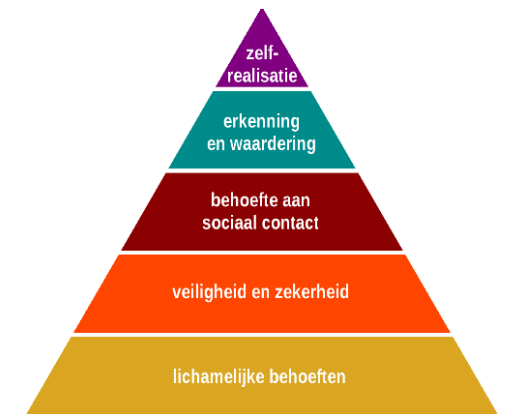 zelf-
realisatie
erkenning
en waardering
behoefte aan
sociaal contact
veiligheid en zekerheid
lichamelijke behoeften